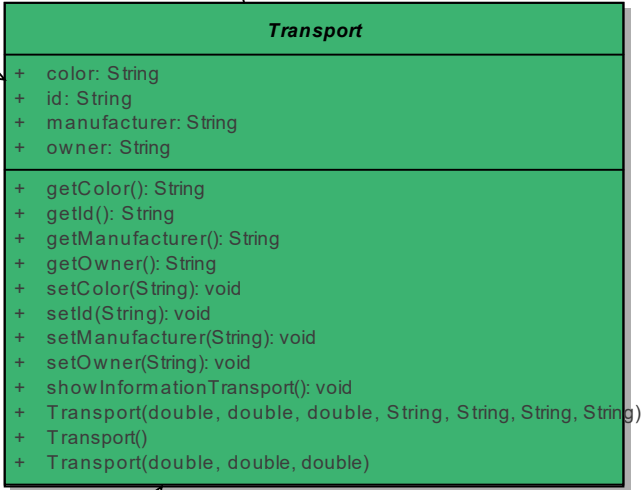 Transport
+ color: String
+ id: String
+ manufacturer: String
+ owner: String
+ getColor(): String
+ getId(): String
+ getManufacturer(): String
+ getOwner(): String
+ setColor(String): void
+ setId(String): void
+ setManufacturer(String): void
+ setOwner(String): void
+ showInformationTransport(): void
+ Transport(double, double, double, String, String, String, String)
+ Transport()
+ Transport(double, double, double)